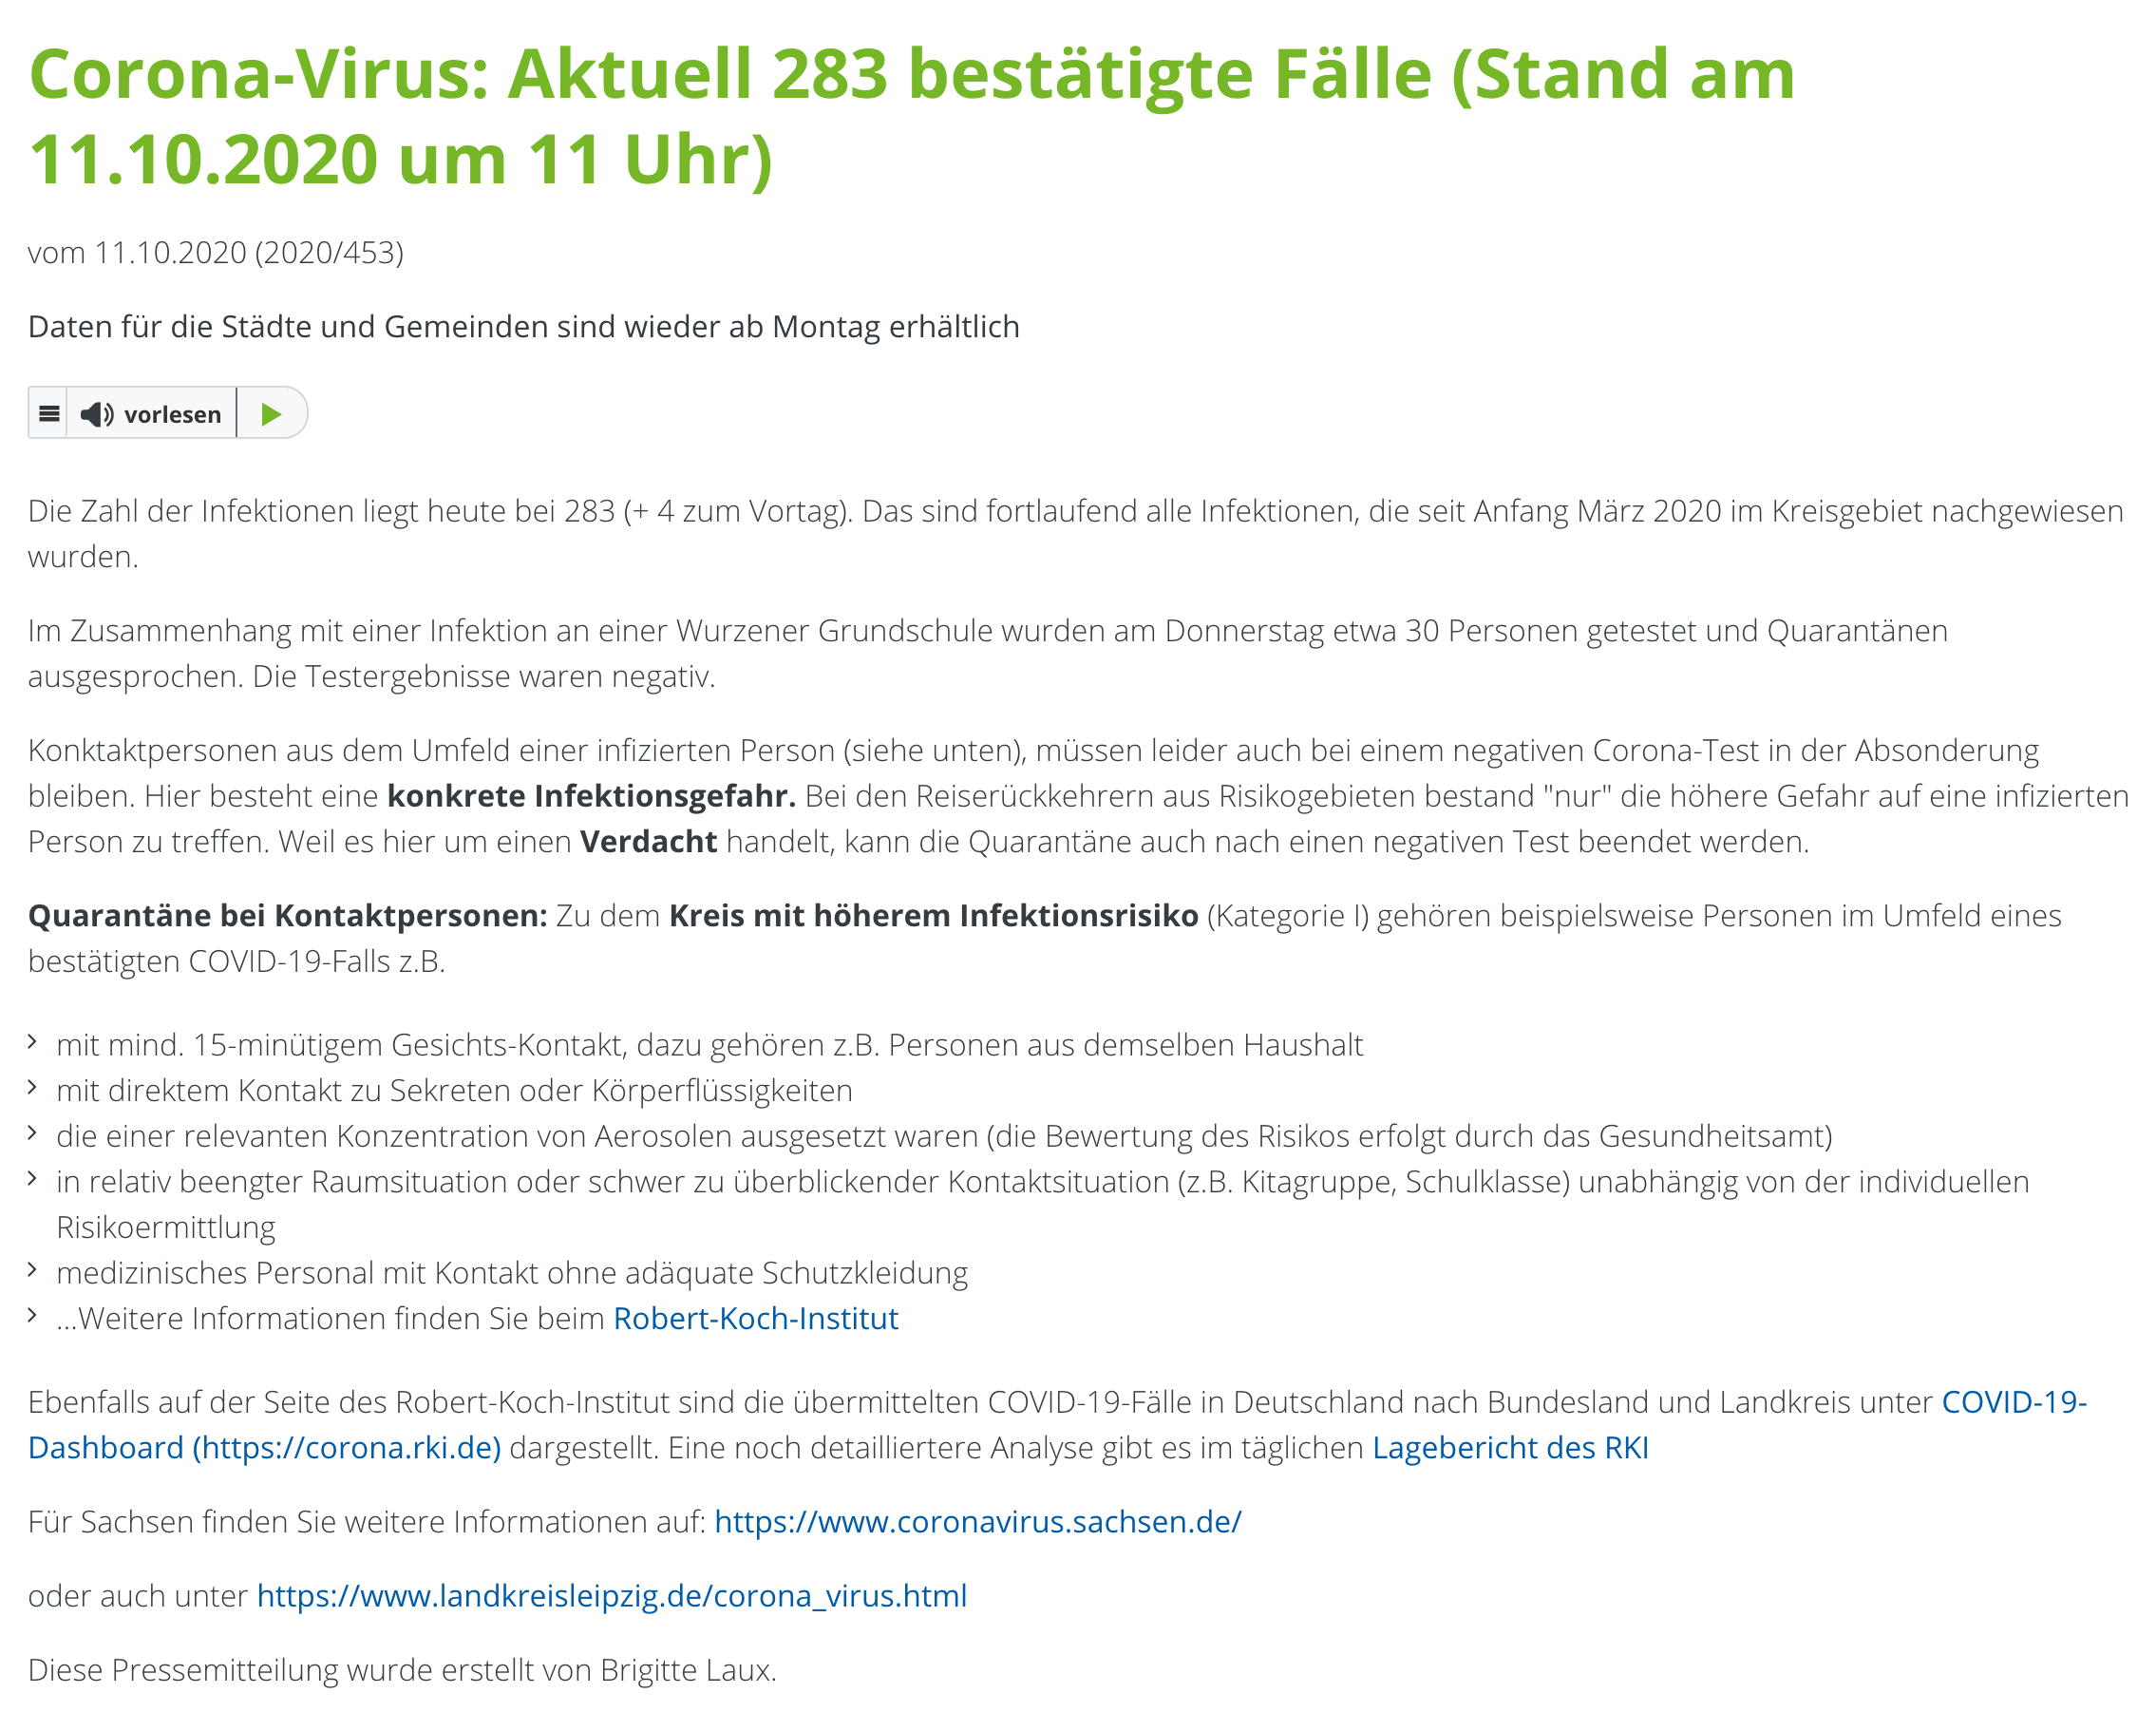 Corona-Virus: Aktuell 283 bestätigte Fälle (Stand am
11.10.2020 um 11 Uhr)
vom 11.10.2020 (2020/453)
Daten für die Städte und Gemeinden sind wieder ab Montag erhältlich
vorlesen
Die Zahl der Infektionen liegt heute bei 283 (+ 4 zum Vortag). Das sind fortlaufend alle Infektionen, die seit Anfang März 2020 im Kreisgebiet nachgewiesen
wurden.
Im Zusammenhang mit einer Infektion an einer Wurzener Grundschule wurden am Donnerstag etwa 30 Personen getestet und Quarantänen
ausgesprochen. Die Testergebnisse waren negativ.
Konktaktpersonen aus dem Umfeld einer infizierten Person (siehe unten), müssen leider auch bei einem negativen Corona-Test in der Absonderung
bleiben. Hier besteht eine konkrete Infektionsgefahr. Bei den Reiserückkehrern aus Risikogebieten bestand "nur" die höhere Gefahr auf eine infizierten
Person zu treffen. Weil es hier um einen Verdacht handelt, kann die Quarantäne auch nach einen negativen Test beendet werden.
Quarantäne bei Kontaktpersonen: Zu dem Kreis mit höherem Infektionsrisiko (Kategorie I) gehören beispielsweise Personen im Umfeld eines
bestätigten COVID-19-Falls z.B.
mit mind. 15-minütigem Gesichts-Kontakt, dazu gehören z.B. Personen aus demselben Haushalt
mit direktem Kontakt zu Sekreten oder Körperflüssigkeiten
die einer relevanten Konzentration von Aerosolen ausgesetzt waren (die Bewertung des Risikos erfolgt durch das Gesundheitsamt)
in relativ beengter Raumsituation oder schwer zu überblickender Kontaktsituation (z.B. Kitagruppe, Schulklasse) unabhängig von der individuellen
Risikoermittlung
medizinisches Personal mit Kontakt ohne adäquate Schutzkleidung
...Weitere Informationen finden Sie beim Robert-Koch-Institut
Ebenfalls auf der Seite des Robert-Koch-Institut sind die übermittelten COVID-19-Fälle in Deutschland nach Bundesland und Landkreis unter COVID-19-
Dashboard (https://corona.rki.de) dargestellt. Eine noch detailliertere Analyse gibt es im täglichen Lagebericht des RKI
Für Sachsen finden Sie weitere Informationen auf: https://www.coronavirus.sachsen.de/
oder auch unter https://www.landkreisleipzig.de/corona_virus.html
Diese Pressemitteilung wurde erstellt von Brigitte Laux.